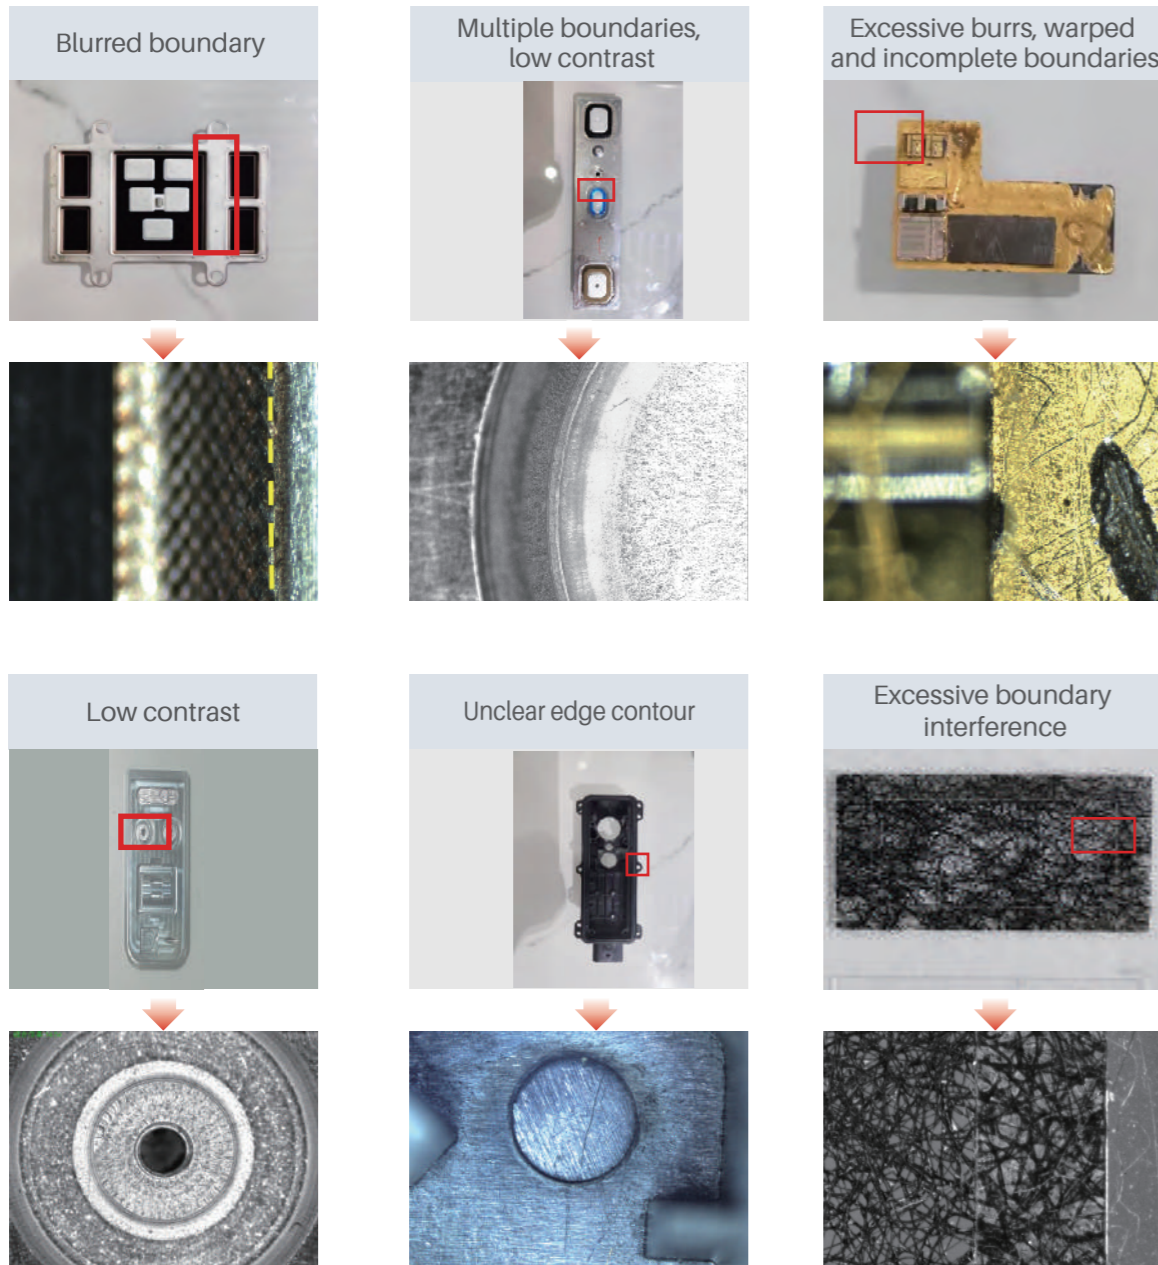 Blurred boundary
Multiple boundaries,
low contrast
Excessive burrs, warped
and incomplete boundaries
Low contrast
Unclear edge contour
Excessive boundary
interference